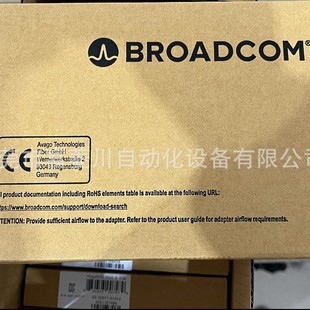 BROADCOM®
Avago Technologies
Fiber GmbH
Wernerwerkstraße 2
93049 Regensburg
Germany
CE
川自动化设备有限公司
l product documentation including RoHS elements table is available at the following URL:
www.broadcom.com/support/download-search
TENTION: Provide sufficient airflow to the adapter. Refer to the product user guide for adapter airflow requirements.